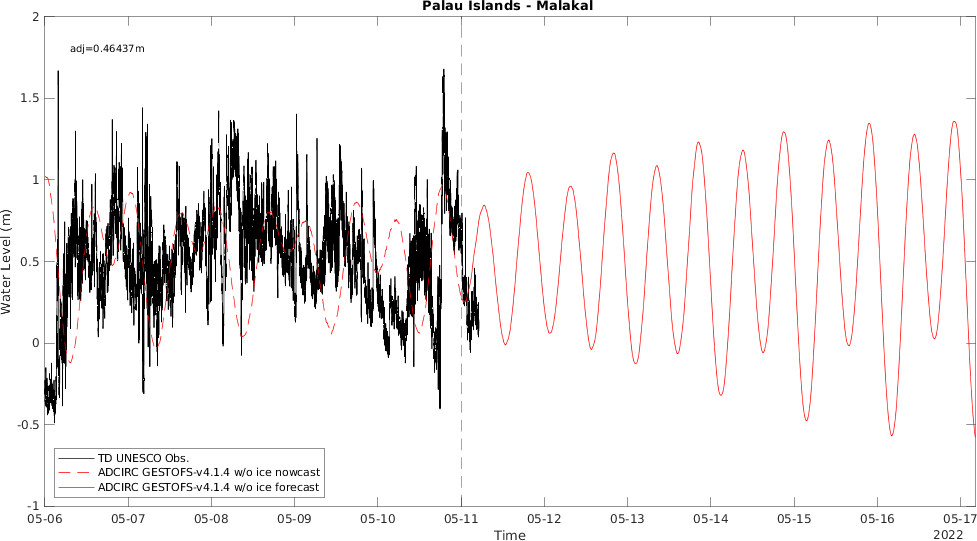 Palau Islands - Malakal
2
adj=0.46437m
1.5
1
0.5
0
-0.5
-1
Water Level (m)
TD UNESCO Obs.
ADCIRC GESTOFS-v4.1.4 w/o ice nowcast
ADCIRC GESTOFS-v4.1.4 w/o ice forecast
05-06 05-07 05-08 05-09 05-10 05-11 05-12 05-13 05-14 05-15 05-16 05-17
Time
2022